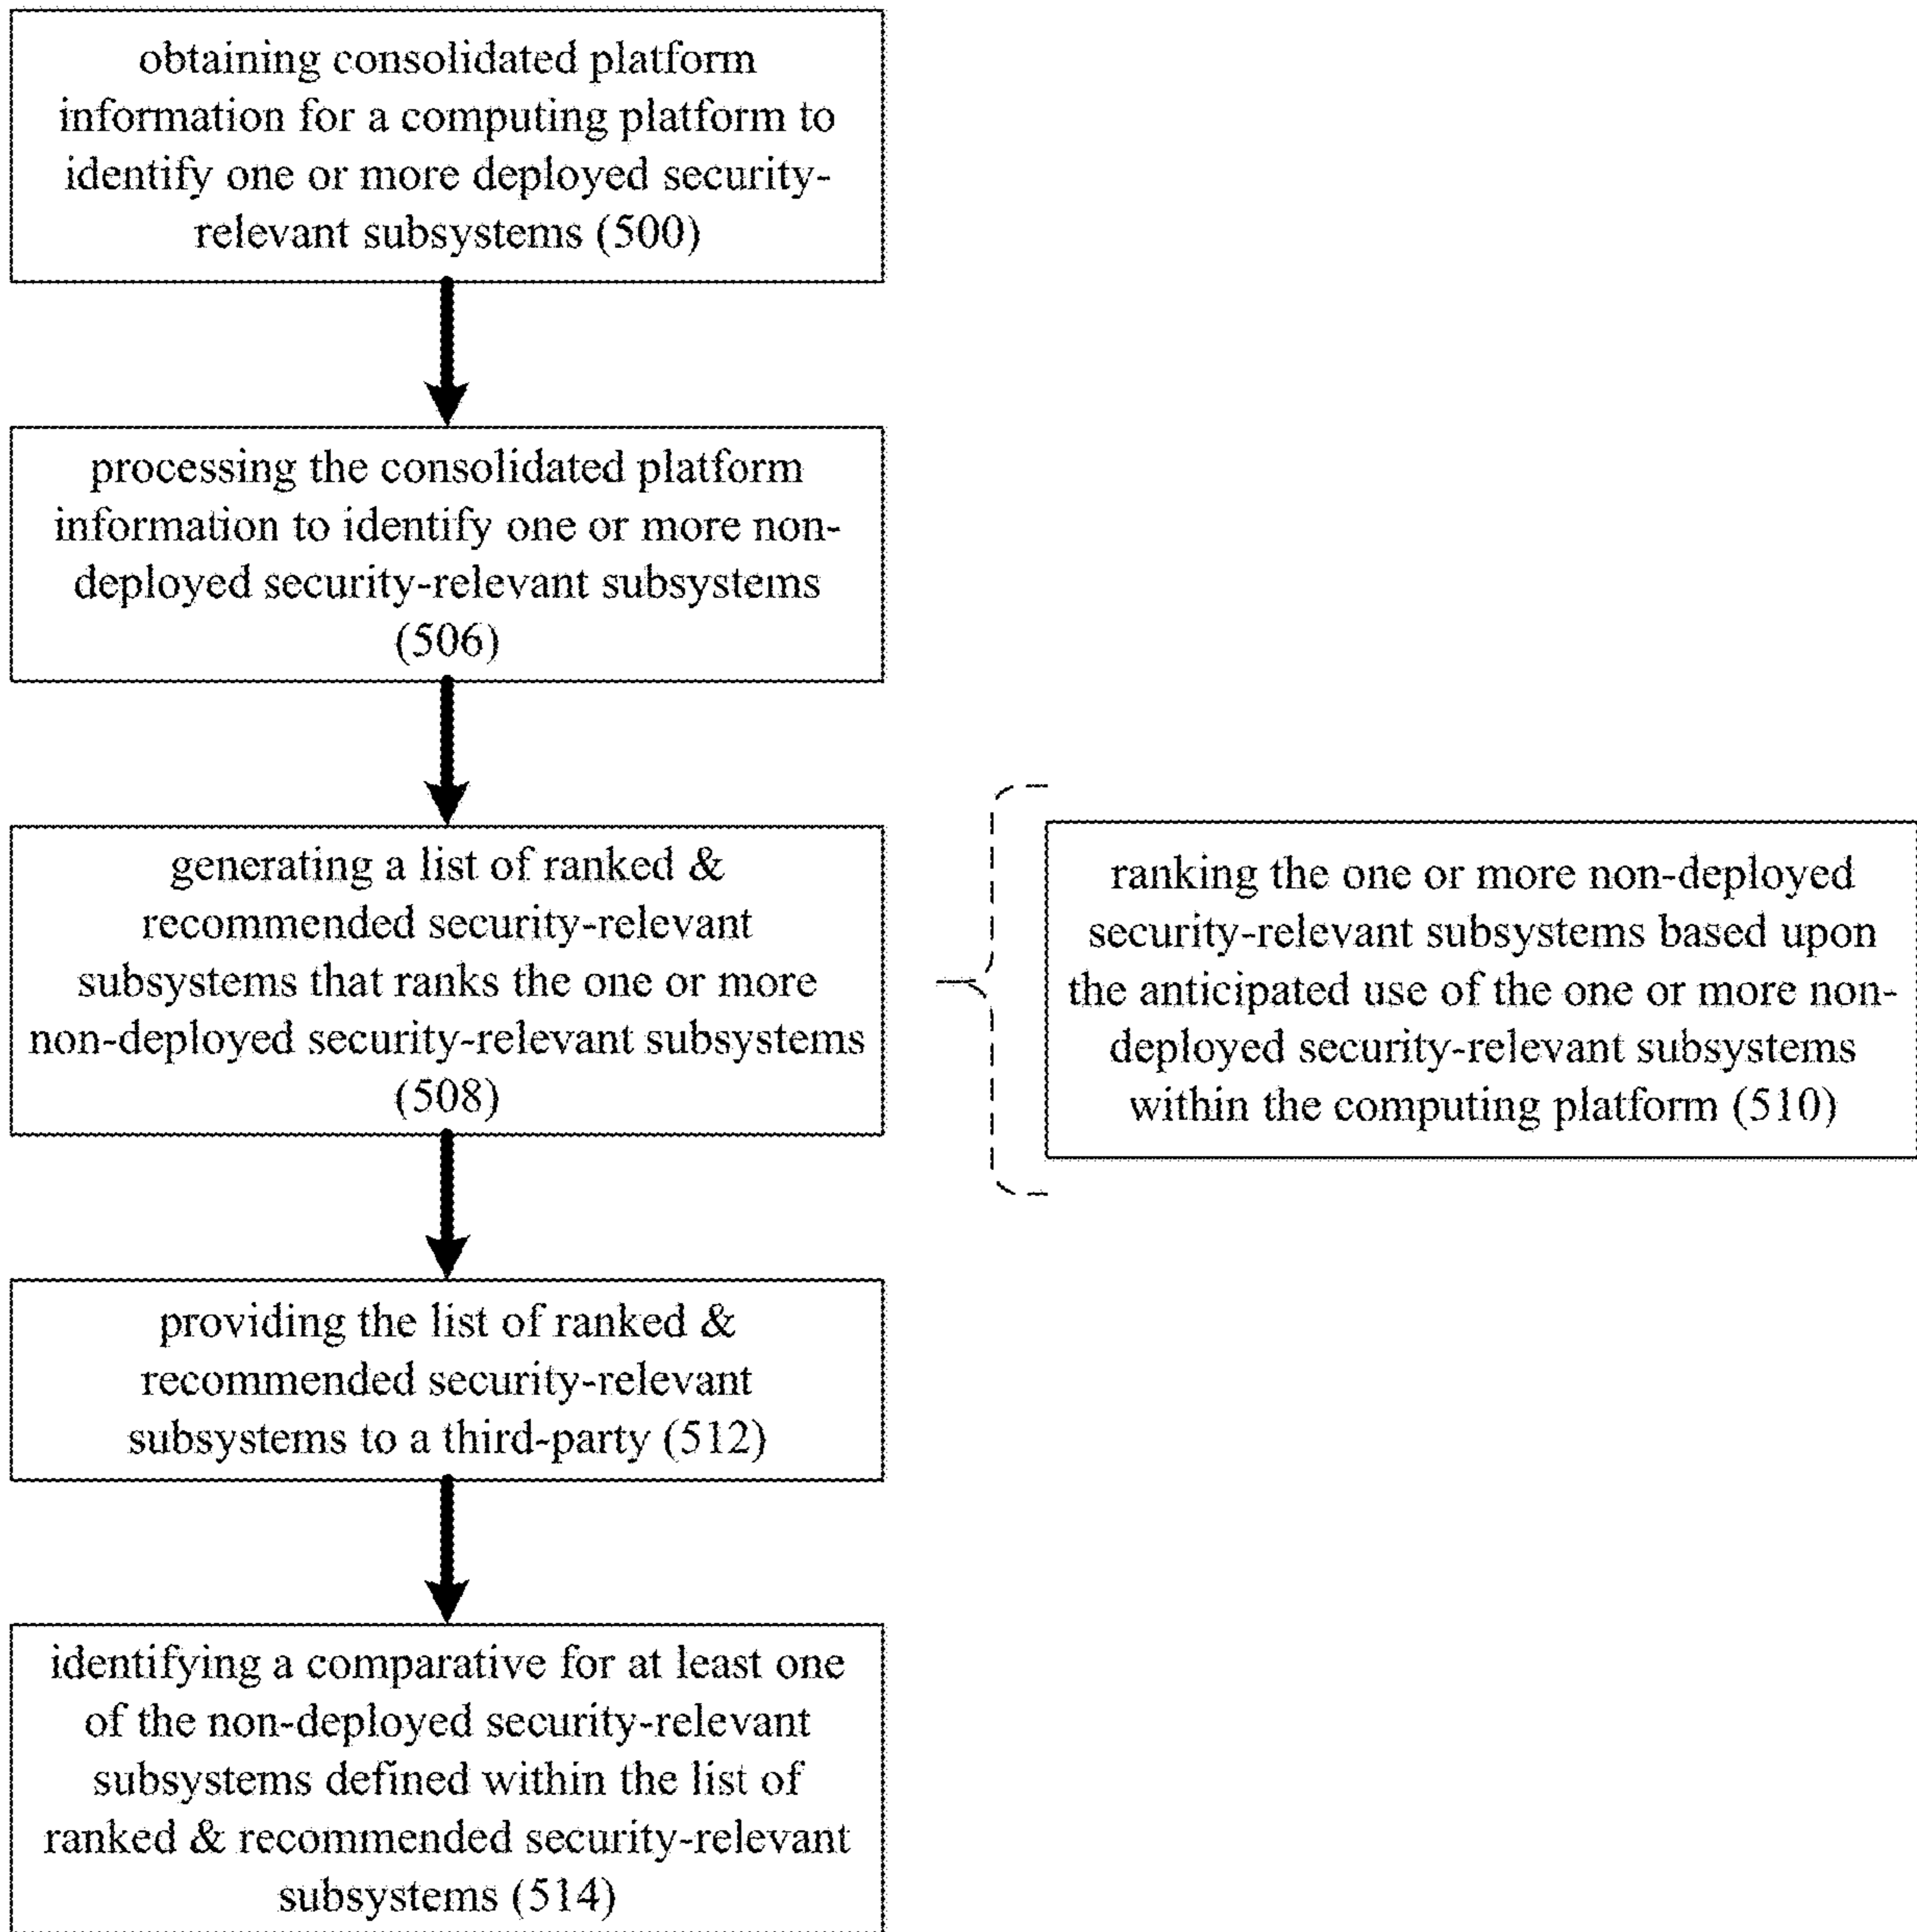 obtaining consolidated platform
information for a computing platform to
identify one or more deployed security-
relevant subsystems (500)
processing the consolidated platform
information to identify one or more non-
deployed security-relevant subsystems
(506)
generating a list of ranked &
recommended security-relevant
subsystems that ranks the one or more
non-deployed security-relevant subsystems
(508)
ranking the one or more non-deployed
security-relevant subsystems based upon
the anticipated use of the one or more non-
deployed security-relevant subsystems
within the computing platform (510)
providing the list of ranked &
recommended security-relevant
subsystems to a third-party (512)
identifying a comparative for at least one
of the non-deployed security-relevant
subsystems defined within the list of
ranked & recommended security-relevant
subsystems (514)